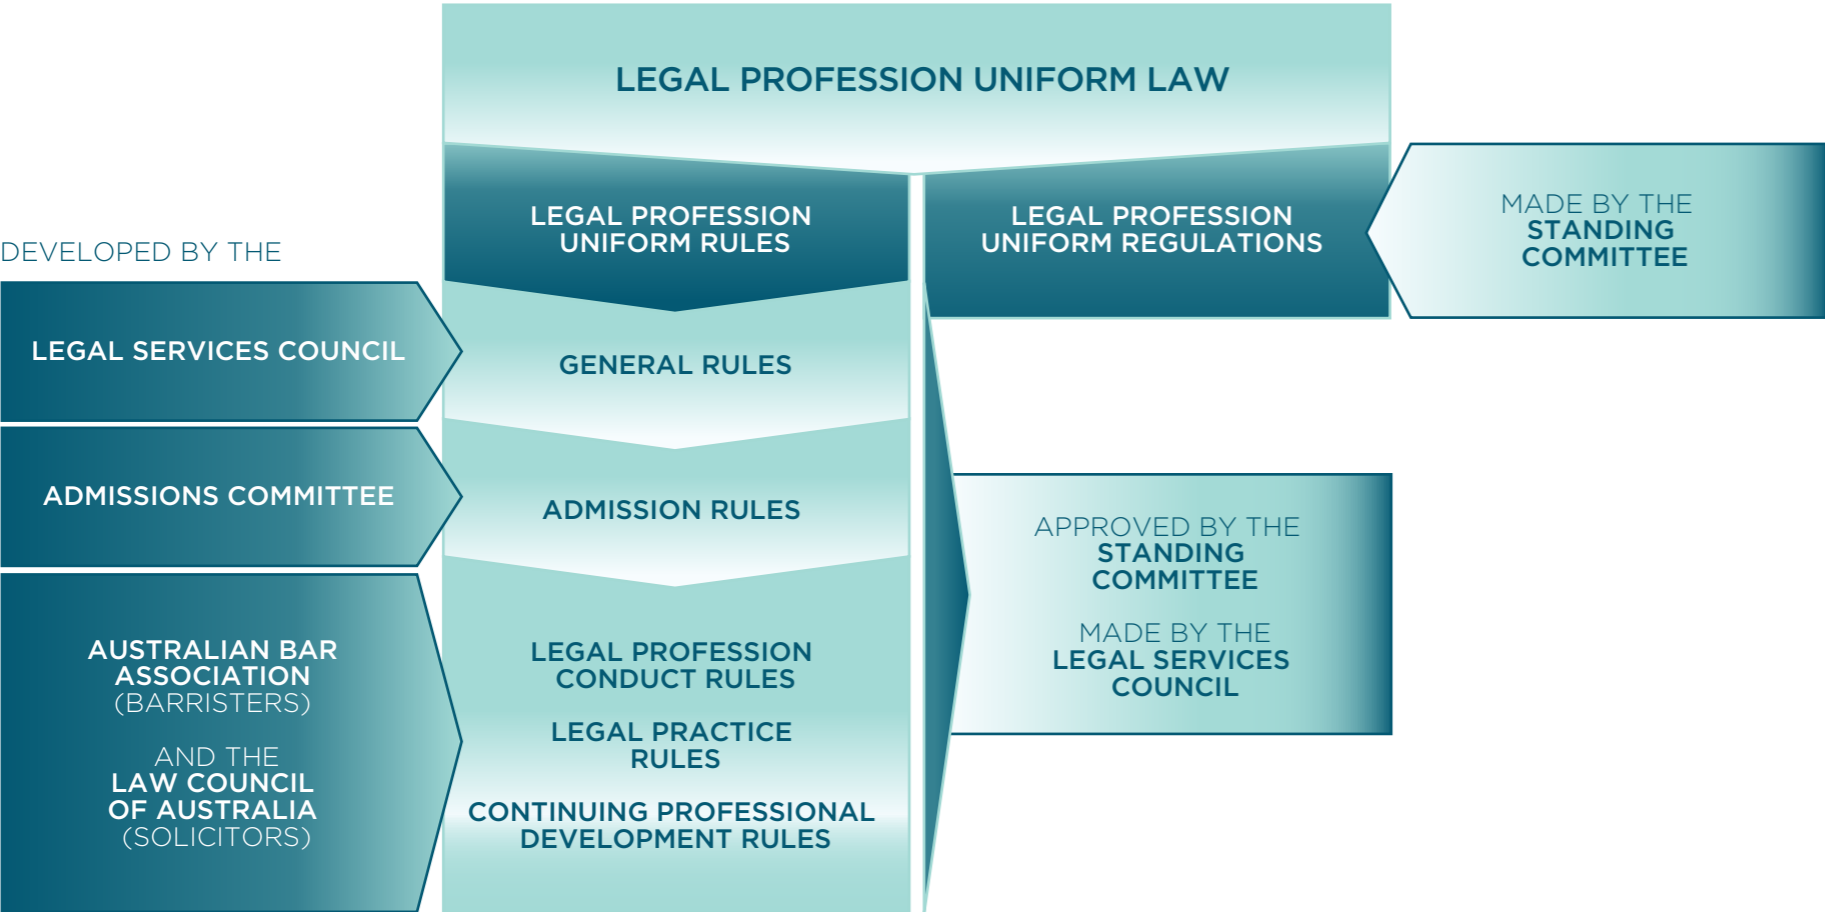 LEGAL PROFESSION UNIFORM LAW
LEGAL PROFESSION
UNIFORM RULES
LEGAL PROFESSION
UNIFORM REGULATIONS
MADE BY THE
STANDING
COMMITTEE
DEVELOPED BY THE
LEGAL SERVICES COUNCIL
GENERAL RULES
ADMISSIONS COMMITTEE
ADMISSION RULES
AUSTRALIAN BAR
ASSOCIATION
(BARRISTERS)
AND THE
LAW COUNCIL
OF AUSTRALIA
(SOLICITORS)
LEGAL PROFESSION
CONDUCT RULES
LEGAL PRACTICE
RULES
CONTINUING PROFESSIONAL
DEVELOPMENT RULES
APPROVED BY THE
STANDING
COMMITTEE
MADE BY THE
LEGAL SERVICES
COUNCIL